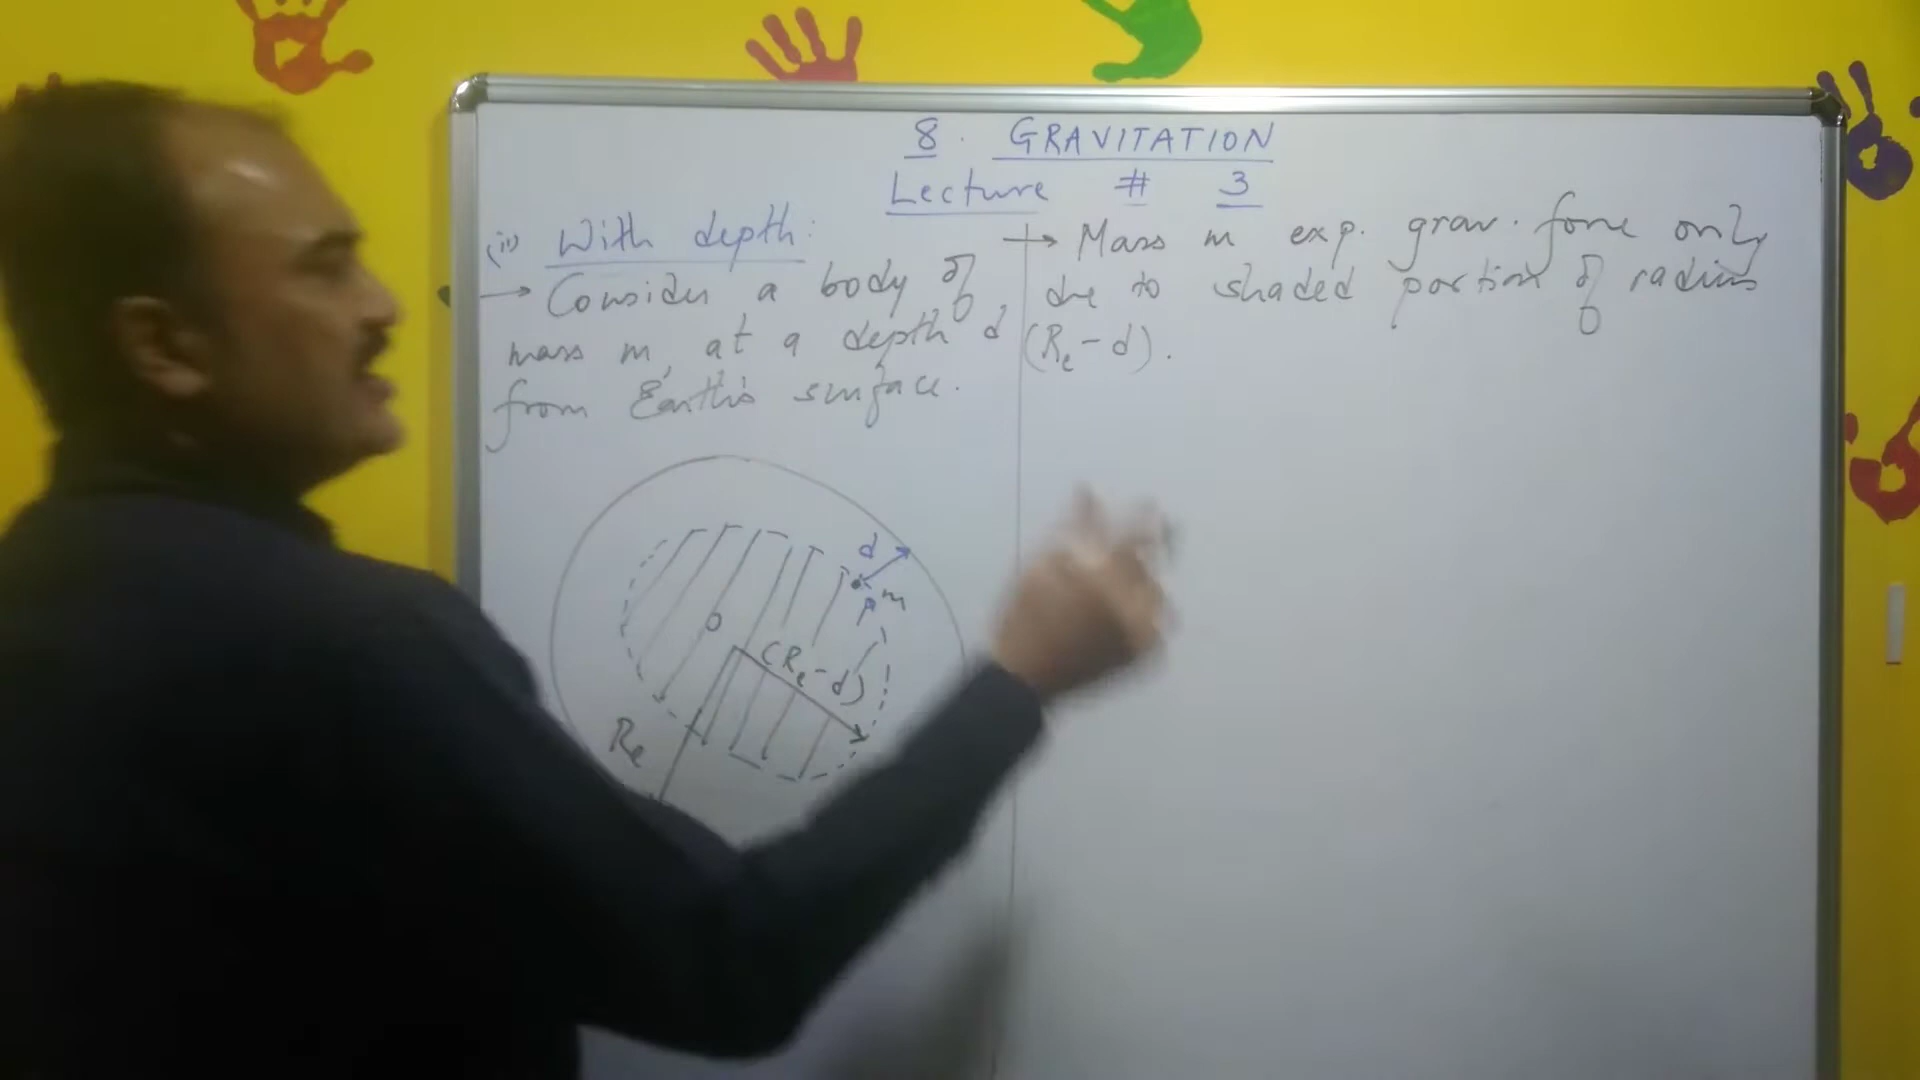 8. GRAVITATION
Lecture # 3
(ii) With depth:
→ Consider a body of
mass m, at a depth d
from Earth's surface.
→ Mass m exp. grav. force only
due to shaded portion of radius
(Re-d).
d
m
P
O
(Re-d)
Re